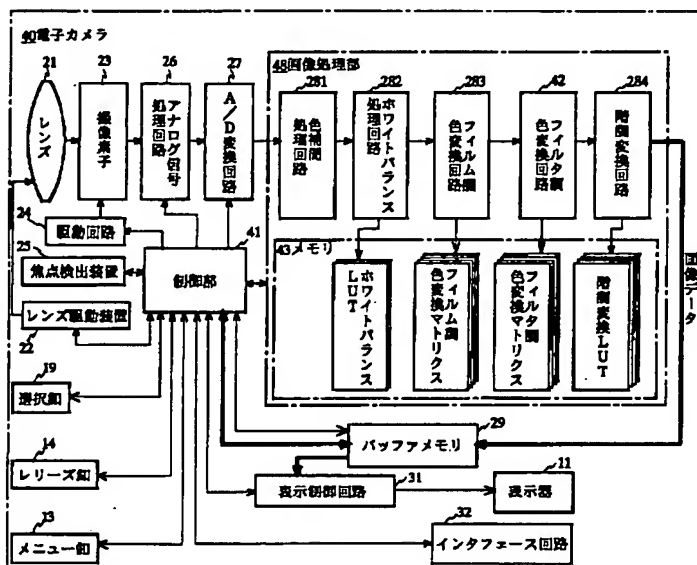 40電子カメラ
21
レンズ
23
撮像素子
26
アナログ信号
処理回路
27
A/D変換回路
48画像処理部
281
色補間
処理回路
282
ホワイトバランス
処理回路
283
フィルム調
色変換回路
42
フィルタ調
色変換回路
284
階調変換回路
24
駆動回路
25
焦点検出装置
22
レンズ駆動装置
41
制御部
43メモリ
ホワイトバランス
LUT
フィルム調
色変換マトリクス
フィルタ調
色変換マトリクス
階調変換LUT
画像データ
19
選択釦
14
レリーズ釦
13
メニュー釦
29
バッファメモリ
31
表示制御回路
11
表示器
32
インタフェース回路